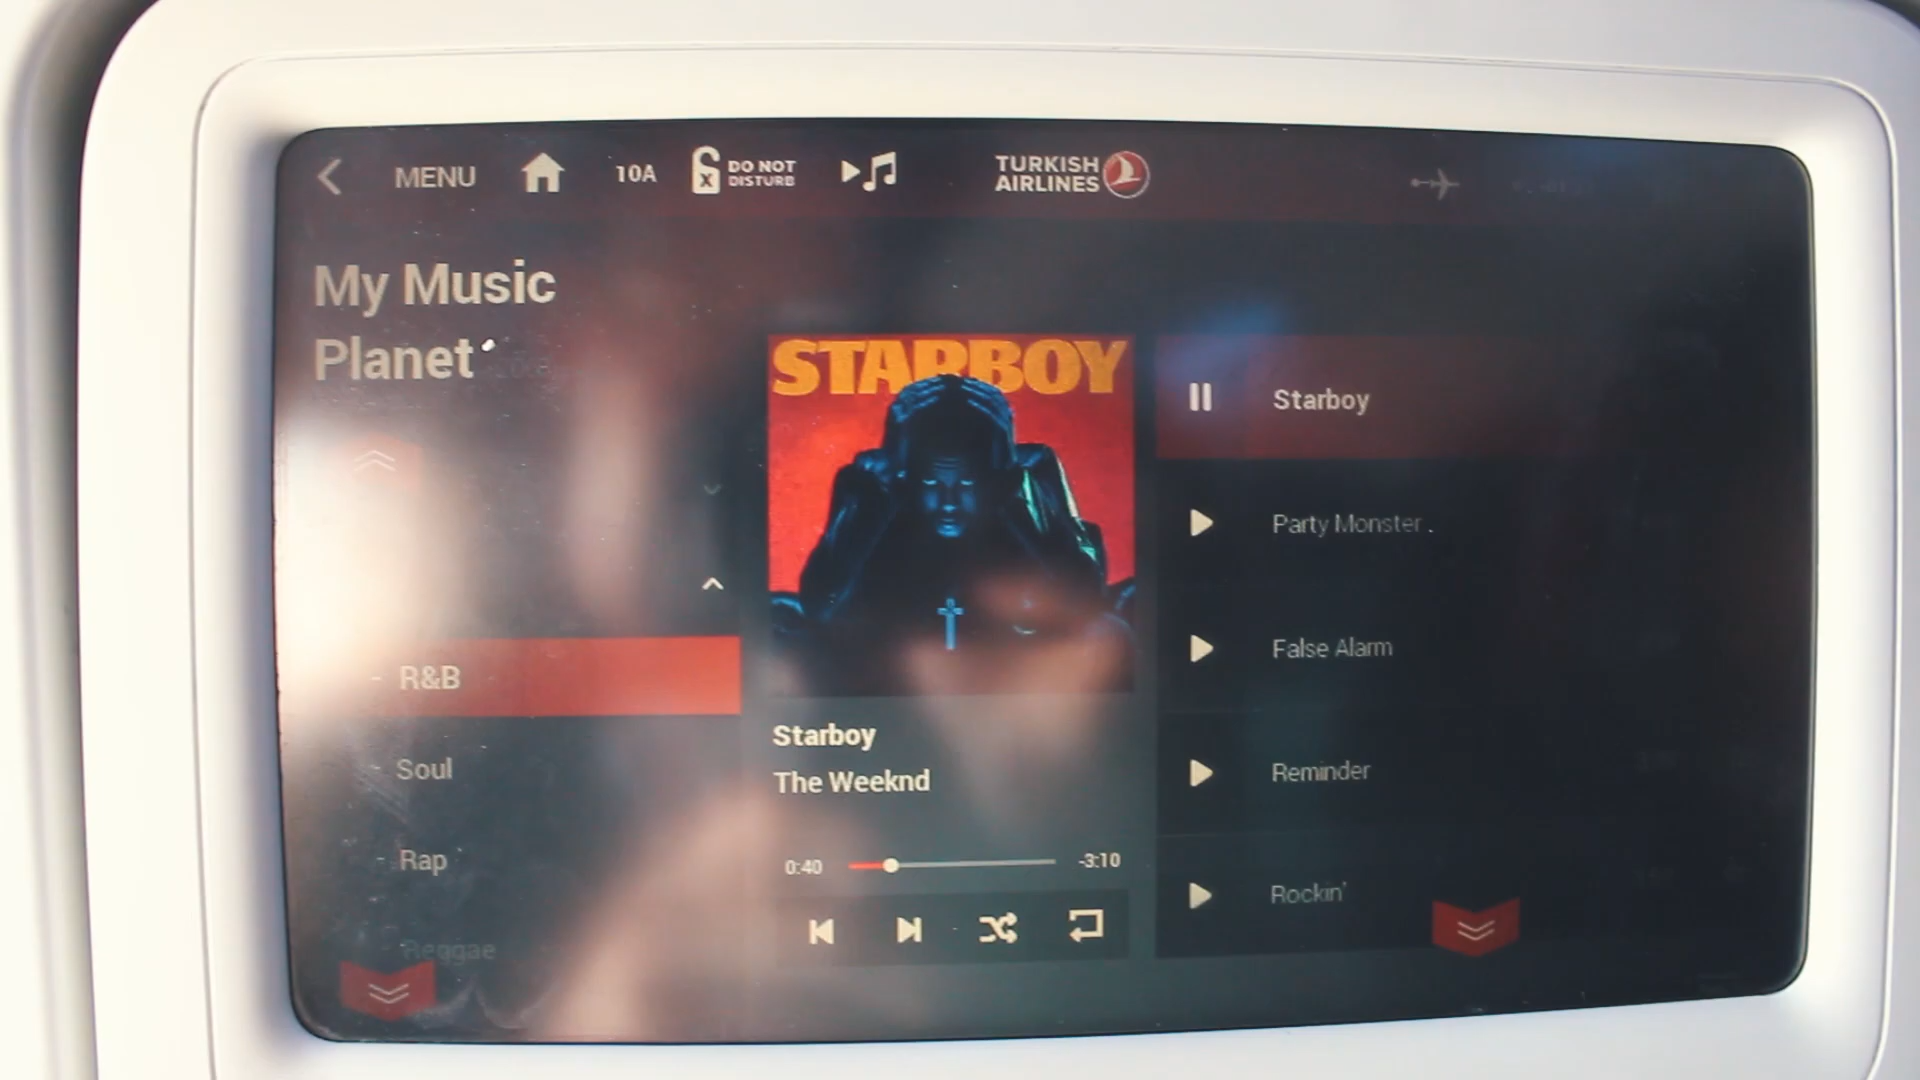 MENU
10A
DO NOT
DISTURB
TURKISH
AIRLINES
My Music
Planet
R&B
Soul
Rap
Reggae
STARBOY
Starboy
The Weeknd
0:40
-3:10
Starboy
Party Monster
False Alarm
Reminder
Rockin'